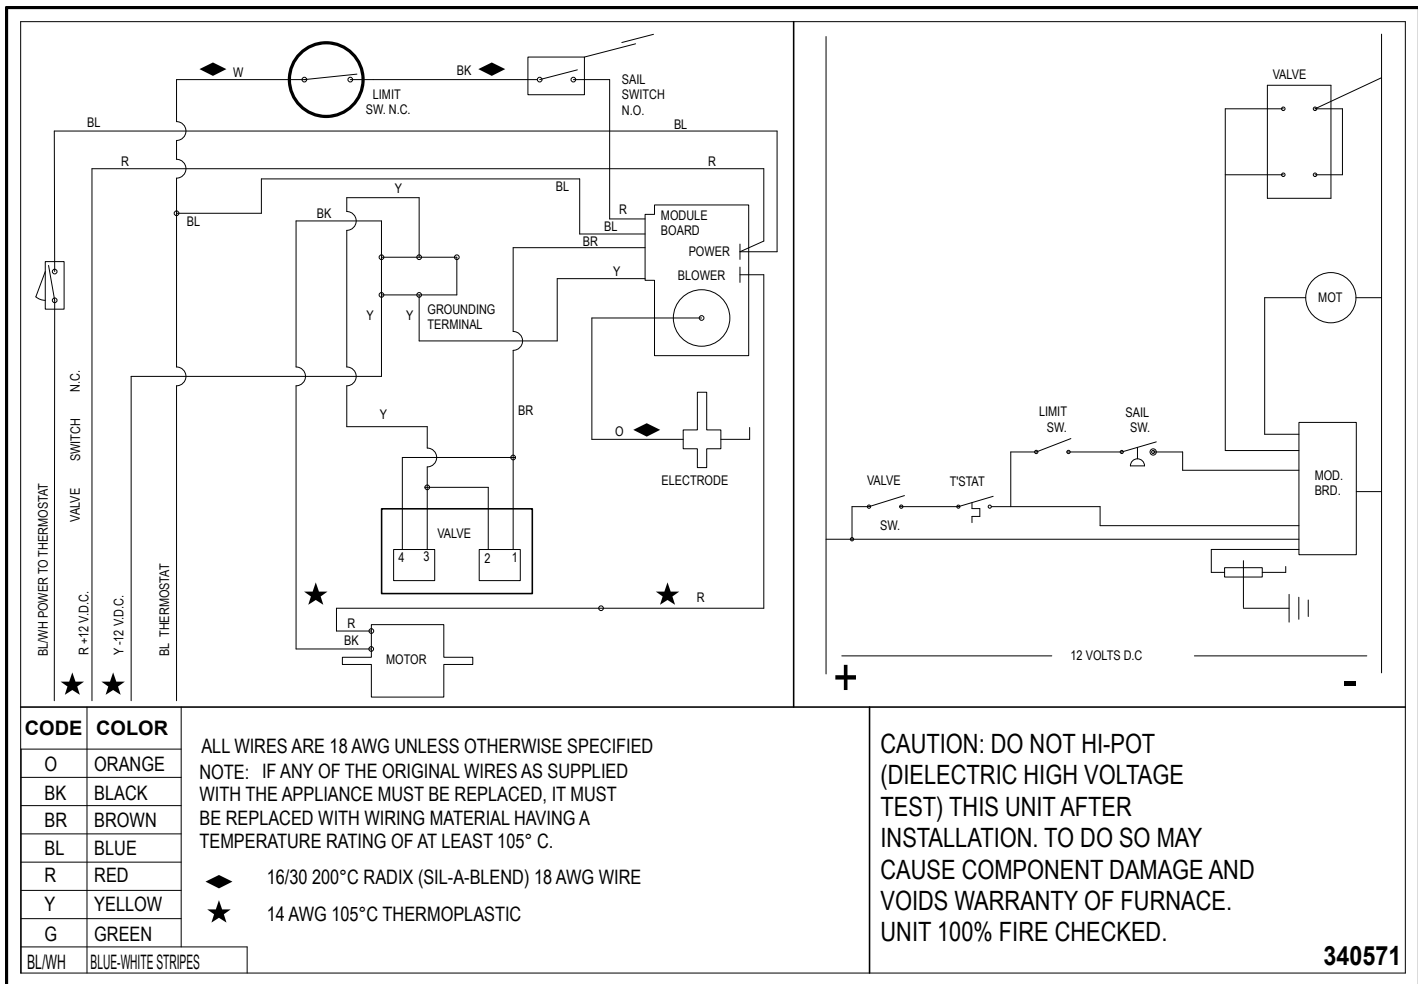 W
BK
LIMIT
SW. N.C.
SAIL
SWITCH
N.O.
BL
BL
R
R
Y
BL
BK
BL
R
BL
BR
Y
MODULE
BOARD
POWER
BLOWER
GROUNDING
TERMINAL
Y
Y
Y
BR
O
ELECTRODE
VALVE
4
3
2
1
R
R
BK
MOTOR
BL/WH POWER TO THERMOSTAT
VALVE SWITCH N.C.
R +12 V.D.C.
Y -12 V.D.C.
BL THERMOSTAT
VALVE
MOT
LIMIT
SW.
SAIL
SW.
VALVE
SW.
T'STAT
MOD.
BRD.
12 VOLTS D.C
+
-
CODE COLOR
O ORANGE
BK BLACK
BR BROWN
BL BLUE
R RED
Y YELLOW
G GREEN
BL/WH BLUE-WHITE STRIPES
ALL WIRES ARE 18 AWG UNLESS OTHERWISE SPECIFIED
NOTE: IF ANY OF THE ORIGINAL WIRES AS SUPPLIED
WITH THE APPLIANCE MUST BE REPLACED, IT MUST
BE REPLACED WITH WIRING MATERIAL HAVING A
TEMPERATURE RATING OF AT LEAST 105° C.
16/30 200°C RADIX (SIL-A-BLEND) 18 AWG WIRE
14 AWG 105°C THERMOPLASTIC
CAUTION: DO NOT HI-POT
(DIELECTRIC HIGH VOLTAGE
TEST) THIS UNIT AFTER
INSTALLATION. TO DO SO MAY
CAUSE COMPONENT DAMAGE AND
VOIDS WARRANTY OF FURNACE.
UNIT 100% FIRE CHECKED.
340571